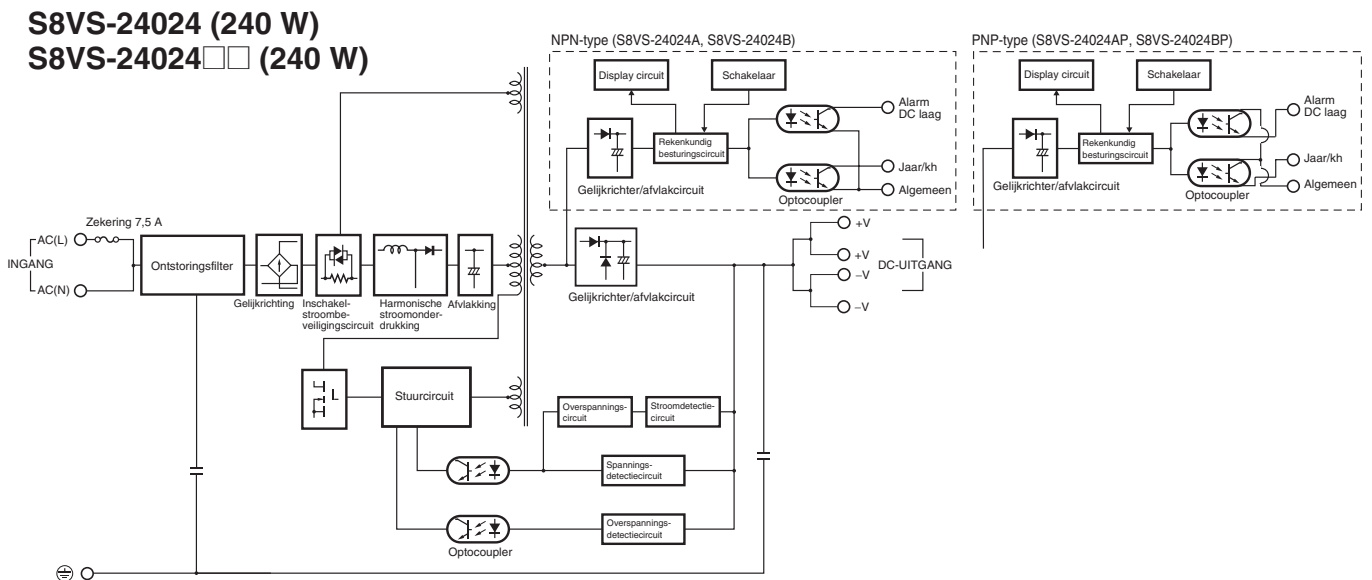 S8VS-24024 (240 W)
S8VS-24024□□ (240 W)
NPN-type (S8VS-24024A, S8VS-24024B)
Display circuit
Schakelaar
Alarm
DC laag
Rekenkundig
besturingscircuit
Jaar/kh
Gelijkrichter/afvlakcircuit
Algemeen
Optocoupler
PNP-type (S8VS-24024AP, S8VS-24024BP)
Display circuit
Schakelaar
Alarm
DC laag
Rekenkundig
besturingscircuit
Jaar/kh
Gelijkrichter/afvlakcircuit
Algemeen
Optocoupler
Zekering 7,5 A
AC(L)
INGANG
AC(N)
Ontstoringsfilter
Gelijkrichting
Inschakel-
stroombe-
veiligingscircuit
Harmonische
stroomonder-
drukking
Afvlakking
Gelijkrichter/afvlakcircuit
+V
+V
DC-UITGANG
–V
–V
Stuurcircuit
Overspannings-
circuit
Stroomdetectie-
circuit
Spannings-
detectiecircuit
Overspannings-
detectiecircuit
Optocoupler